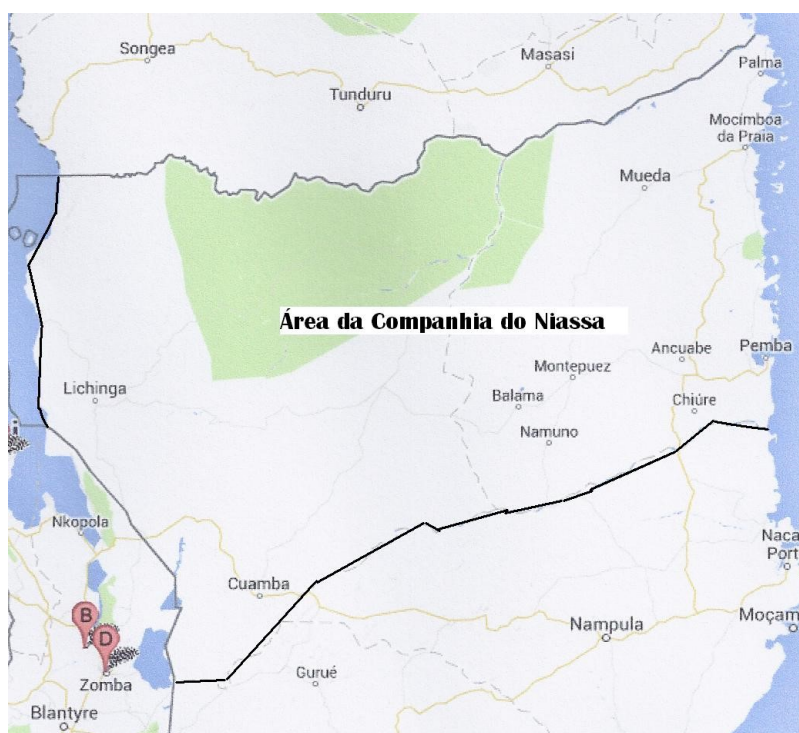 Songea
Masasi
Palma
Tunduru
Mocímboa
da Praia
Mueda
Área da Companhia do Niassa
Ancuabe
Pemba
Montepuez
Lichinga
Balama
Chiúre
Namuno
Nkopola
Naca
Port
Cuamba
B
Moçam
Nampula
D
Gurué
Zomba
Blantyre